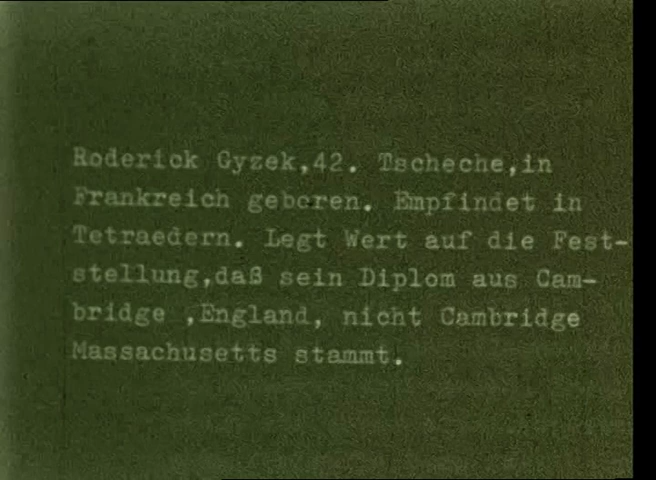 Roderick Gyzek,42. Tscheche,in
Frankreich geboren. Empfindet in
Tetraedern. Legt Wert auf die Fest-
stellung,daß sein Diplom aus Cam-
bridge ,England, nicht Cambridge
Massachusetts stammt.